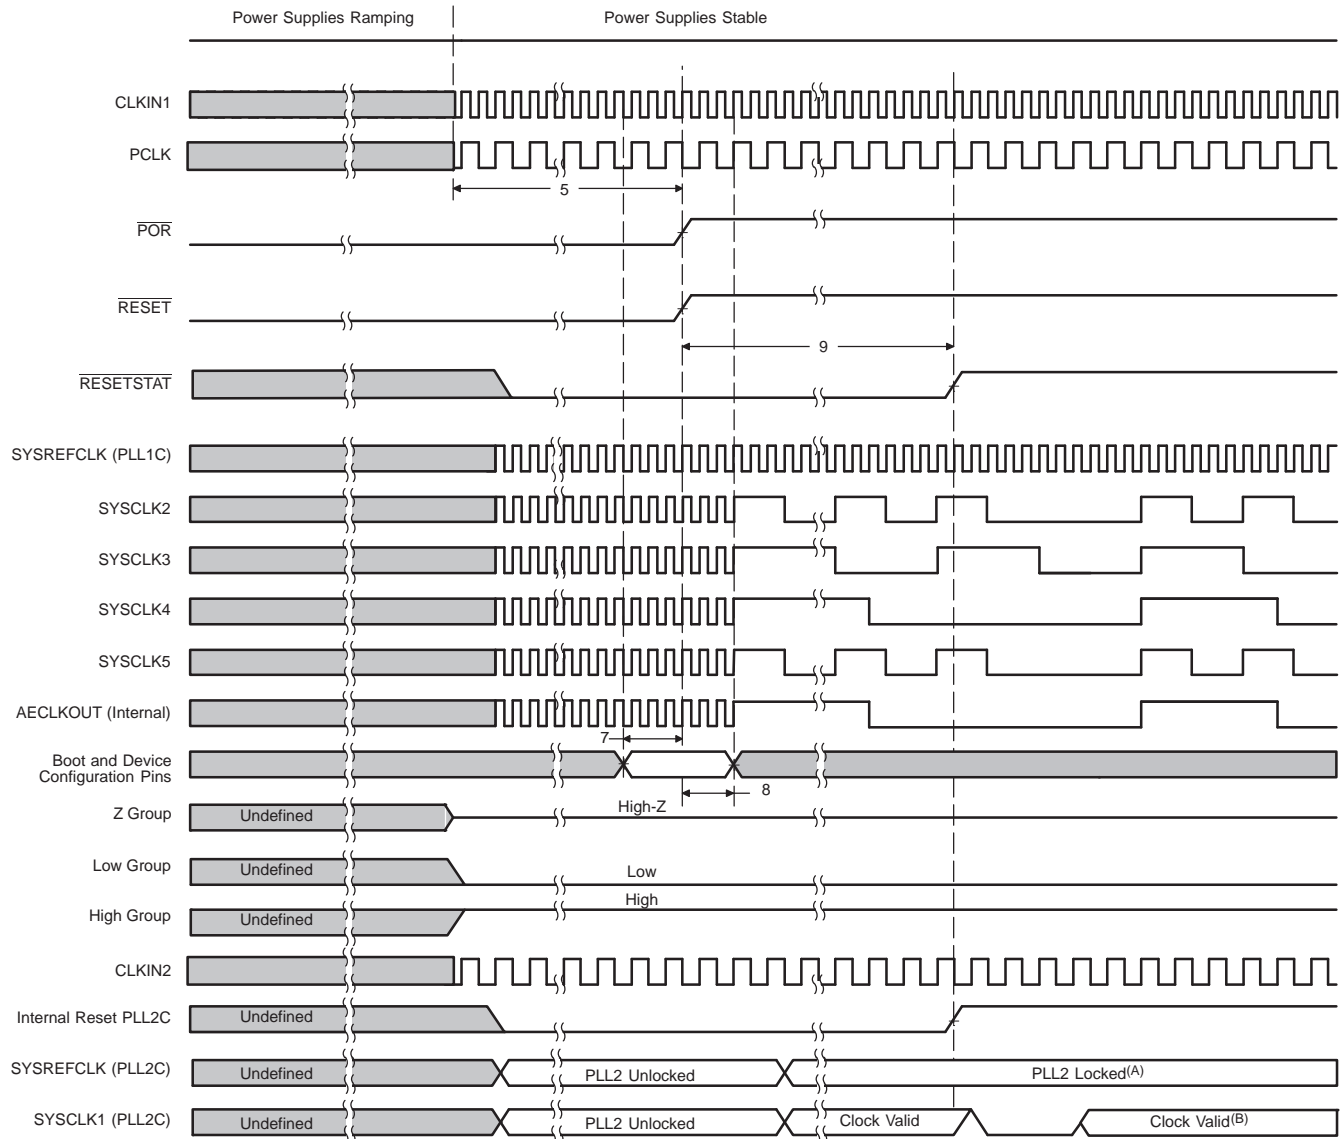 Power Supplies Ramping
Power Supplies Stable
CLKIN1
PCLK
5
POR
RESET
9
RESETSTAT
SYSREFCLK (PLL1C)
SYSCLK2
SYSCLK3
SYSCLK4
SYSCLK5
AECLKOUT (Internal)
7
Boot and Device
Configuration Pins
8
Z Group
Undefined
High-Z
Low Group
Undefined
Low
High Group
Undefined
High
CLKIN2
Internal Reset PLL2C
Undefined
SYSREFCLK (PLL2C)
Undefined
PLL2 Unlocked
PLL2 Locked(A)
SYSCLK1 (PLL2C)
Undefined
PLL2 Unlocked
Clock Valid
Clock Valid(B)